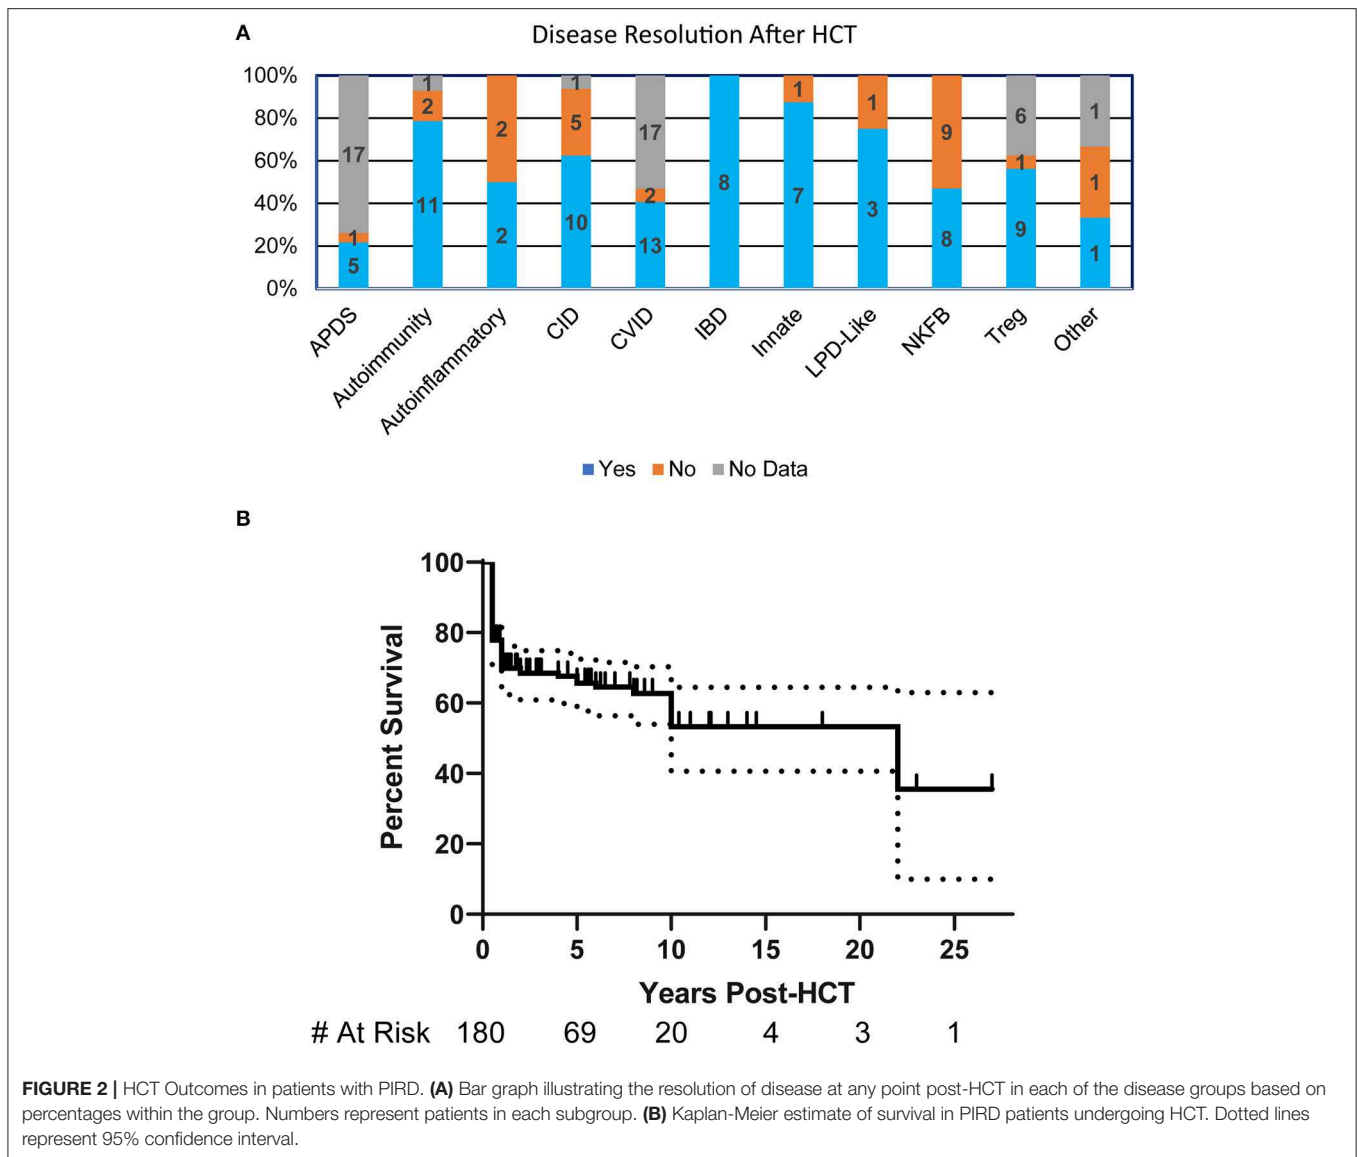 A
Disease Resolution After HCT
100%
80%
60%
40%
20%
0%
17
1
5
1
2
11
2
2
1
5
10
17
2
13
8
1
7
1
3
9
8
6
1
9
1
1
1
APDS
Autoimmunity
Autoinflammatory
CID
CVID
IBD
Innate
LPD-Like
NKFB
Treg
Other
Yes No No Data
B
Percent Survival
100
80
60
40
20
0
0 5 10 15 20 25
Years Post-HCT
# At Risk 180 69 20 4 3 1
FIGURE 2 | HCT Outcomes in patients with PIRD. (A) Bar graph illustrating the resolution of disease at any point post-HCT in each of the disease groups based on
percentages within the group. Numbers represent patients in each subgroup. (B) Kaplan-Meier estimate of survival in PIRD patients undergoing HCT. Dotted lines
represent 95% confidence interval.